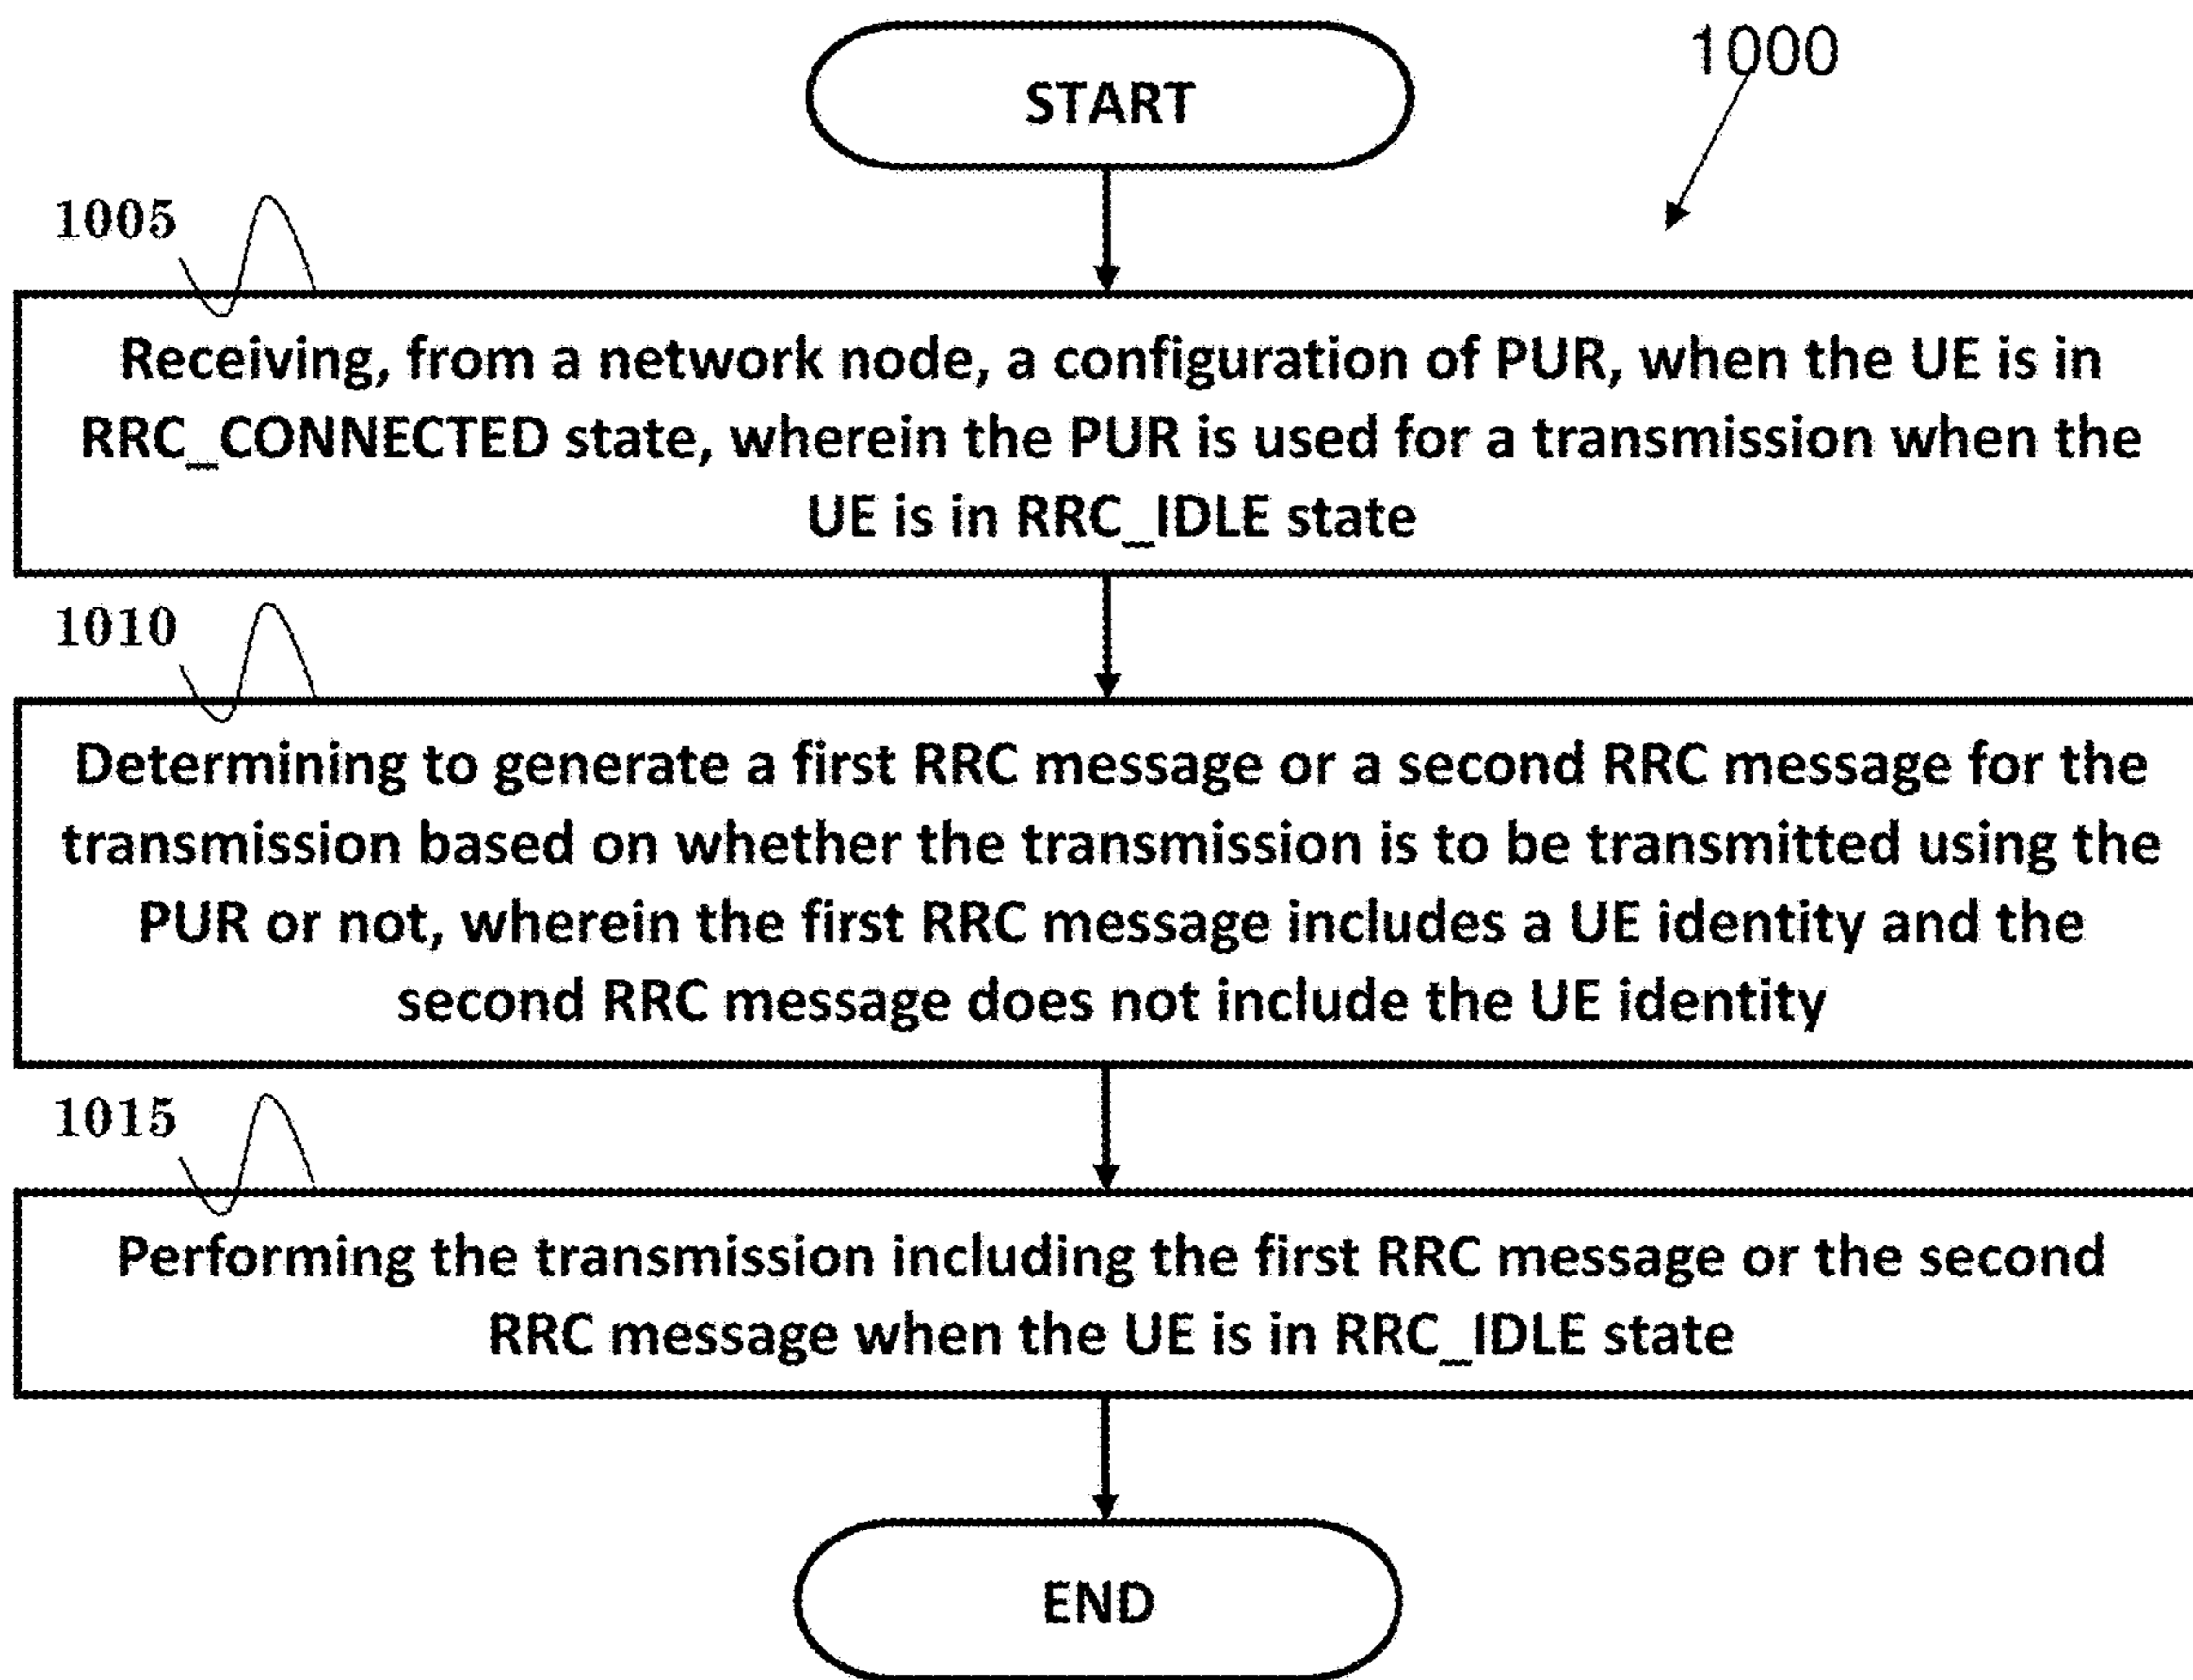 START
1000
1005
Receiving, from a network node, a configuration of PUR, when the UE is in
RRC_CONNECTED state, wherein the PUR is used for a transmission when the
UE is in RRC_IDLE state
1010
Determining to generate a first RRC message or a second RRC message for the
transmission based on whether the transmission is to be transmitted using the
PUR or not, wherein the first RRC message includes a UE identity and the
second RRC message does not include the UE identity
1015
Performing the transmission including the first RRC message or the second
RRC message when the UE is in RRC_IDLE state
END